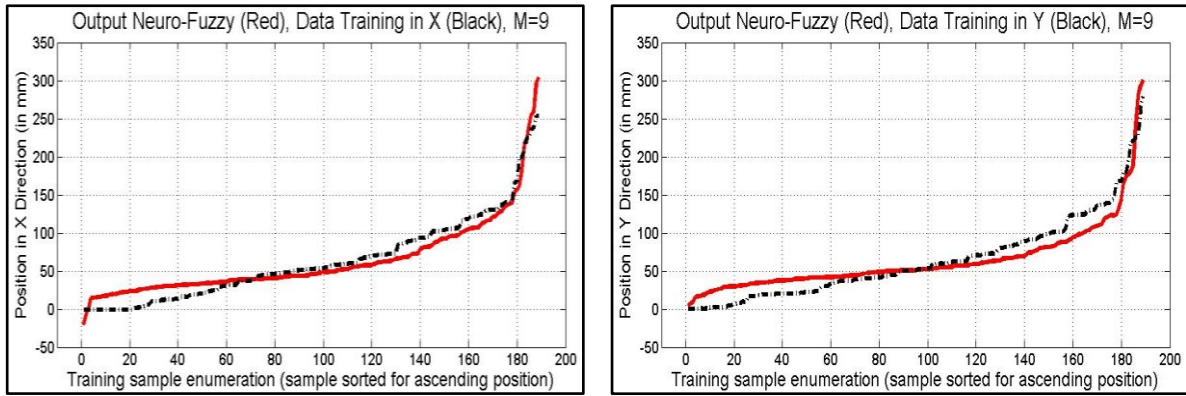 Output Neuro-Fuzzy (Red), Data Training in X (Black), M=9
350
300
250
200
150
100
50
0
-50
Position in X Direction (in mm)
0 20 40 60 80 100 120 140 160 180 200
Training sample enumeration (sample sorted for ascending position)
Output Neuro-Fuzzy (Red), Data Training in Y (Black), M=9
350
300
250
200
150
100
50
0
-50
Position in Y Direction (in mm)
0 20 40 60 80 100 120 140 160 180 200
Training sample enumeration (sample sorted for ascending position)